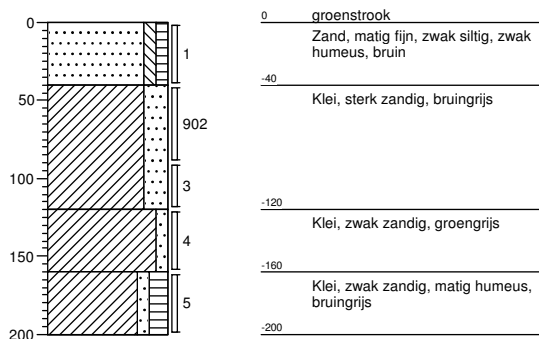 0
50
100
150
200
1
902
3
4
5
0
groenstrook
Zand, matig fijn, zwak siltig, zwak
humeus, bruin
-40
Klei, sterk zandig, bruingrijs
-120
Klei, zwak zandig, groengrijs
-160
Klei, zwak zandig, matig humeus,
bruingrijs
-200